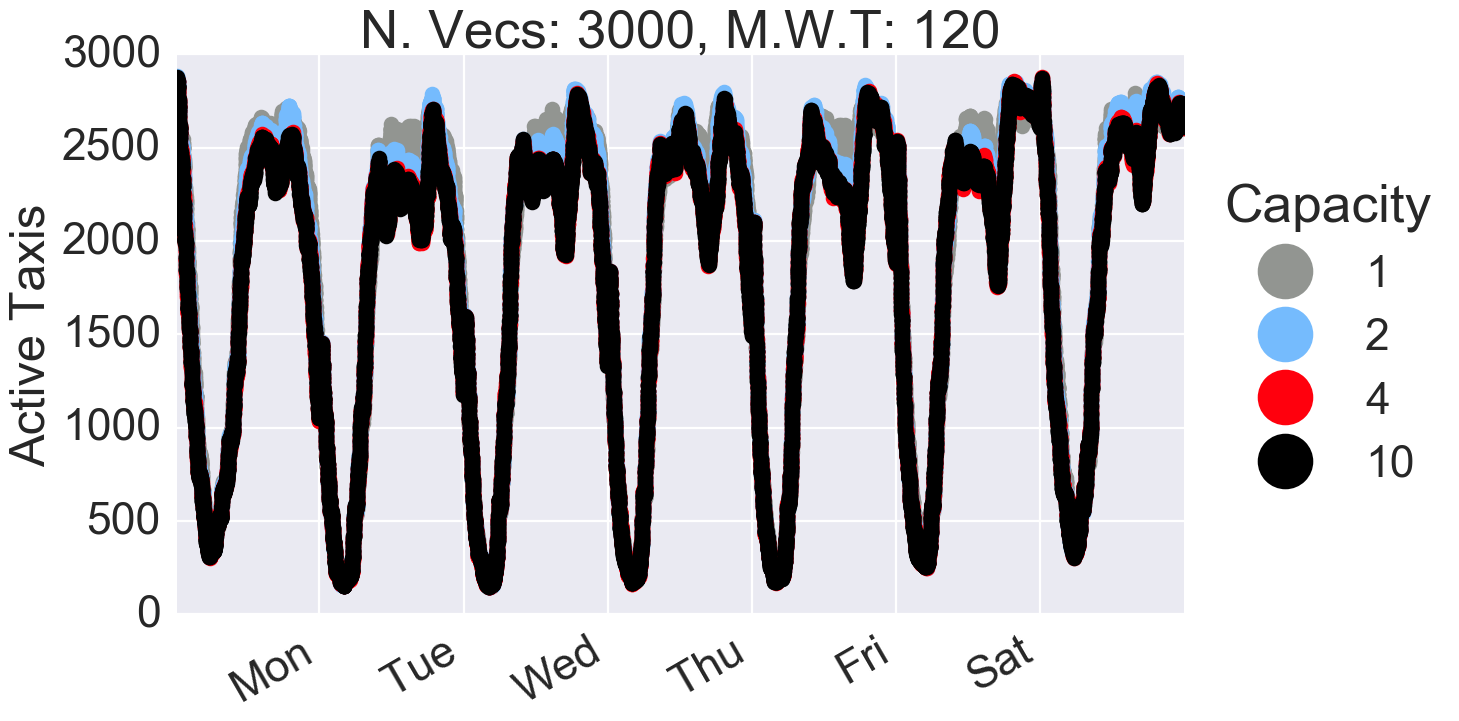 N. Vecs: 3000, M.W.T: 120
3000
2500
2000
1500
1000
500
0
Active Taxis
Mon
Tue
Wed
Thu
Fri
Sat
Capacity
1
2
4
10